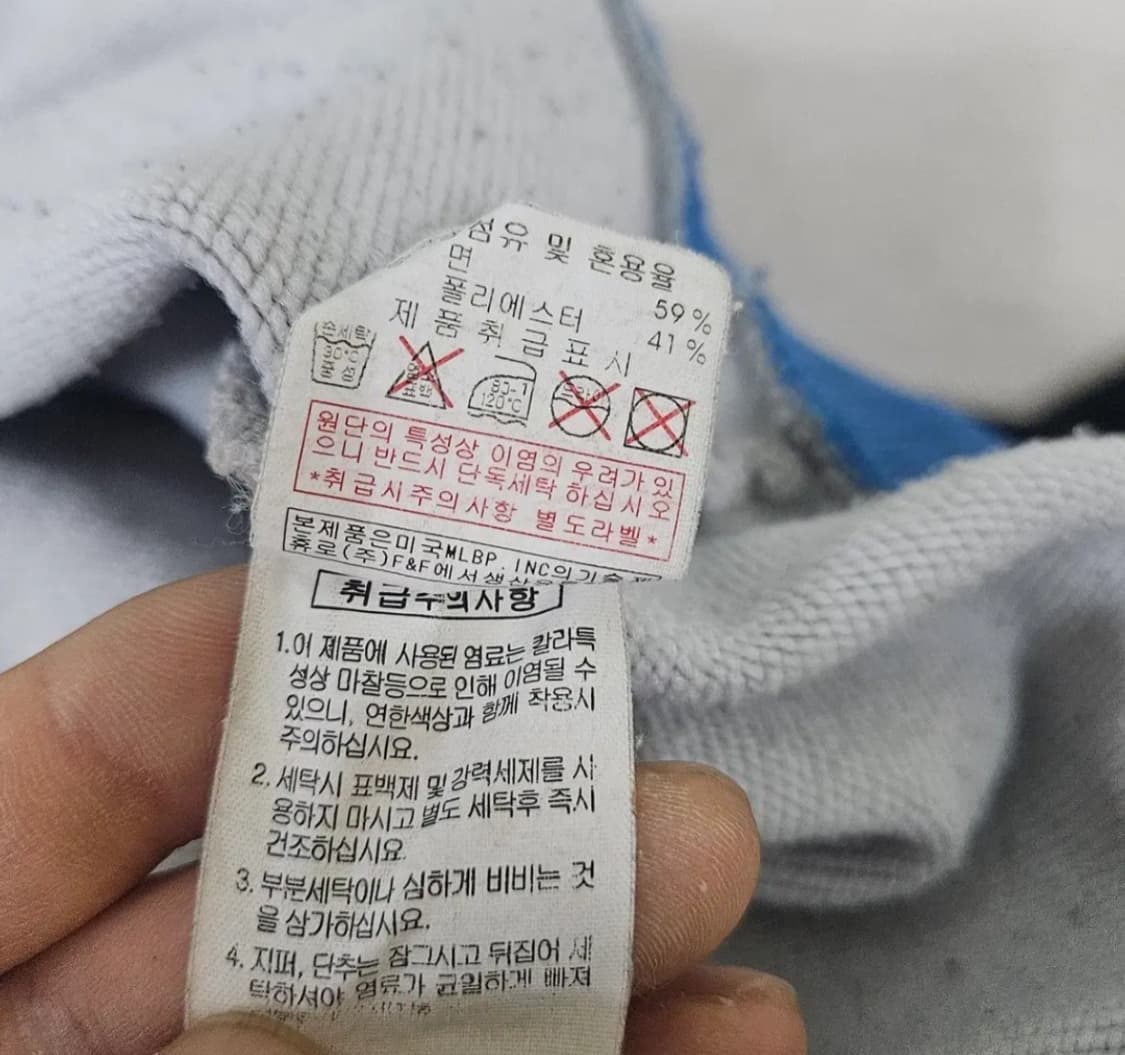 섬유 및 혼용율
면 59%
폴리에스터 41%
제 품 취 급 표 시
손세탁
30°C
중성
표백
120°C
드라이
원단의 특성상 이염의 우려가 있
으니 반드시 단독세탁 하십시오
*취급시주의사항 별도라벨*
본제품은미국MLBP. INC의기술
휴로(주)F&F에서
취급주의사항
1.이 제품에 사용된 염료는 칼라특
성상 마찰등으로 인해 이염될 수
있으니, 연한색상과 함께 착용시
주의하십시요.
2. 세탁시 표백제 및 강력세제를 사
용하지 마시고 별도 세탁후 즉시
건조하십시요.
3. 부분세탁이나 심하게 비비는 것
을 삼가하십시요.
4. 지퍼, 단추는 잠그시고 뒤집어 세
탁하셔야 염료가 균일하게 빠져